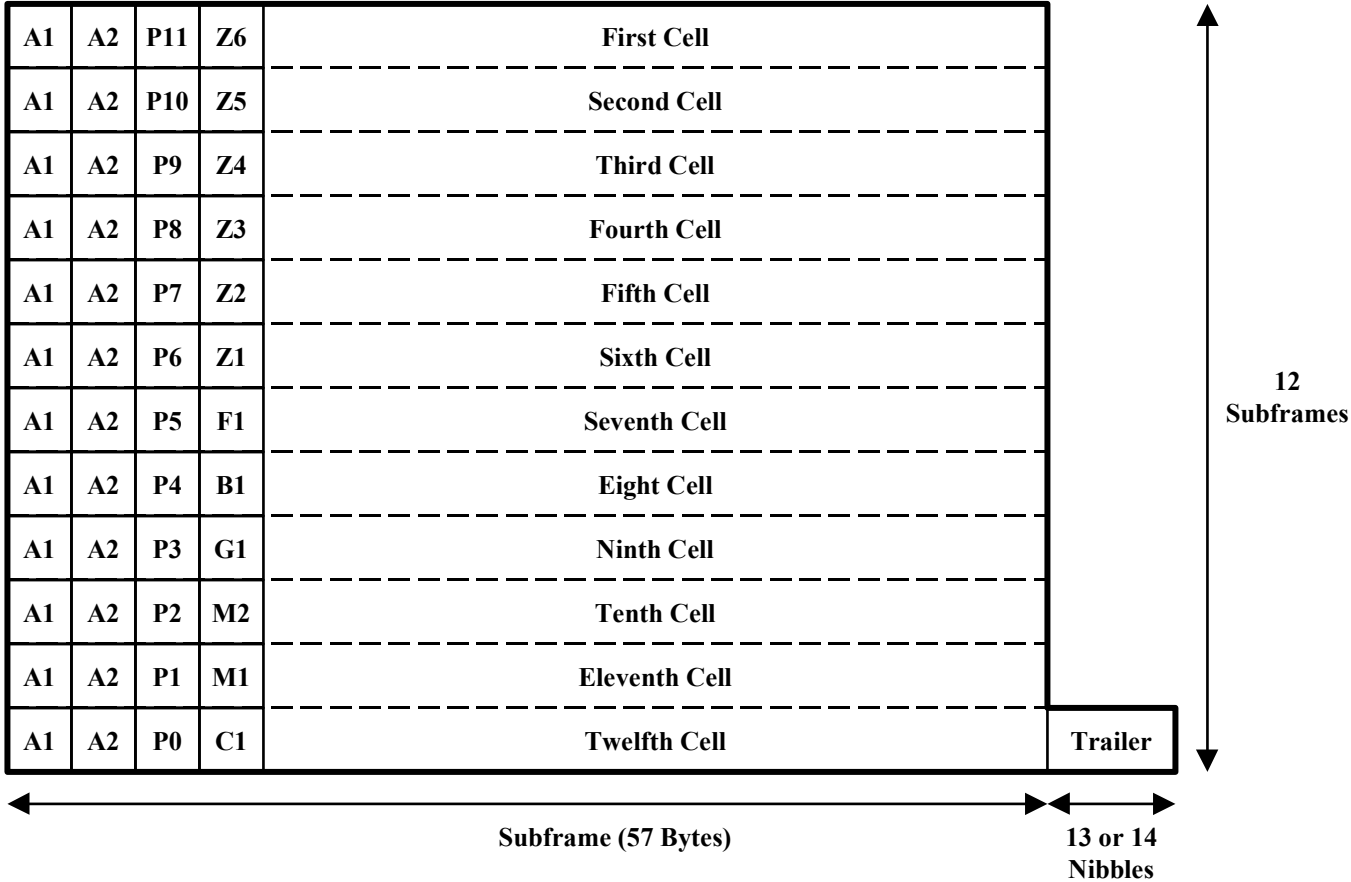 A1 A2 P11 Z6 First Cell
A1 A2 P10 Z5 Second Cell
A1 A2 P9 Z4 Third Cell
A1 A2 P8 Z3 Fourth Cell
A1 A2 P7 Z2 Fifth Cell
A1 A2 P6 Z1 Sixth Cell
12
Subframes
A1 A2 P5 F1 Seventh Cell
A1 A2 P4 B1 Eight Cell
A1 A2 P3 G1 Ninth Cell
A1 A2 P2 M2 Tenth Cell
A1 A2 P1 M1 Eleventh Cell
A1 A2 P0 C1 Twelfth Cell Trailer
Subframe (57 Bytes)
13 or 14
Nibbles